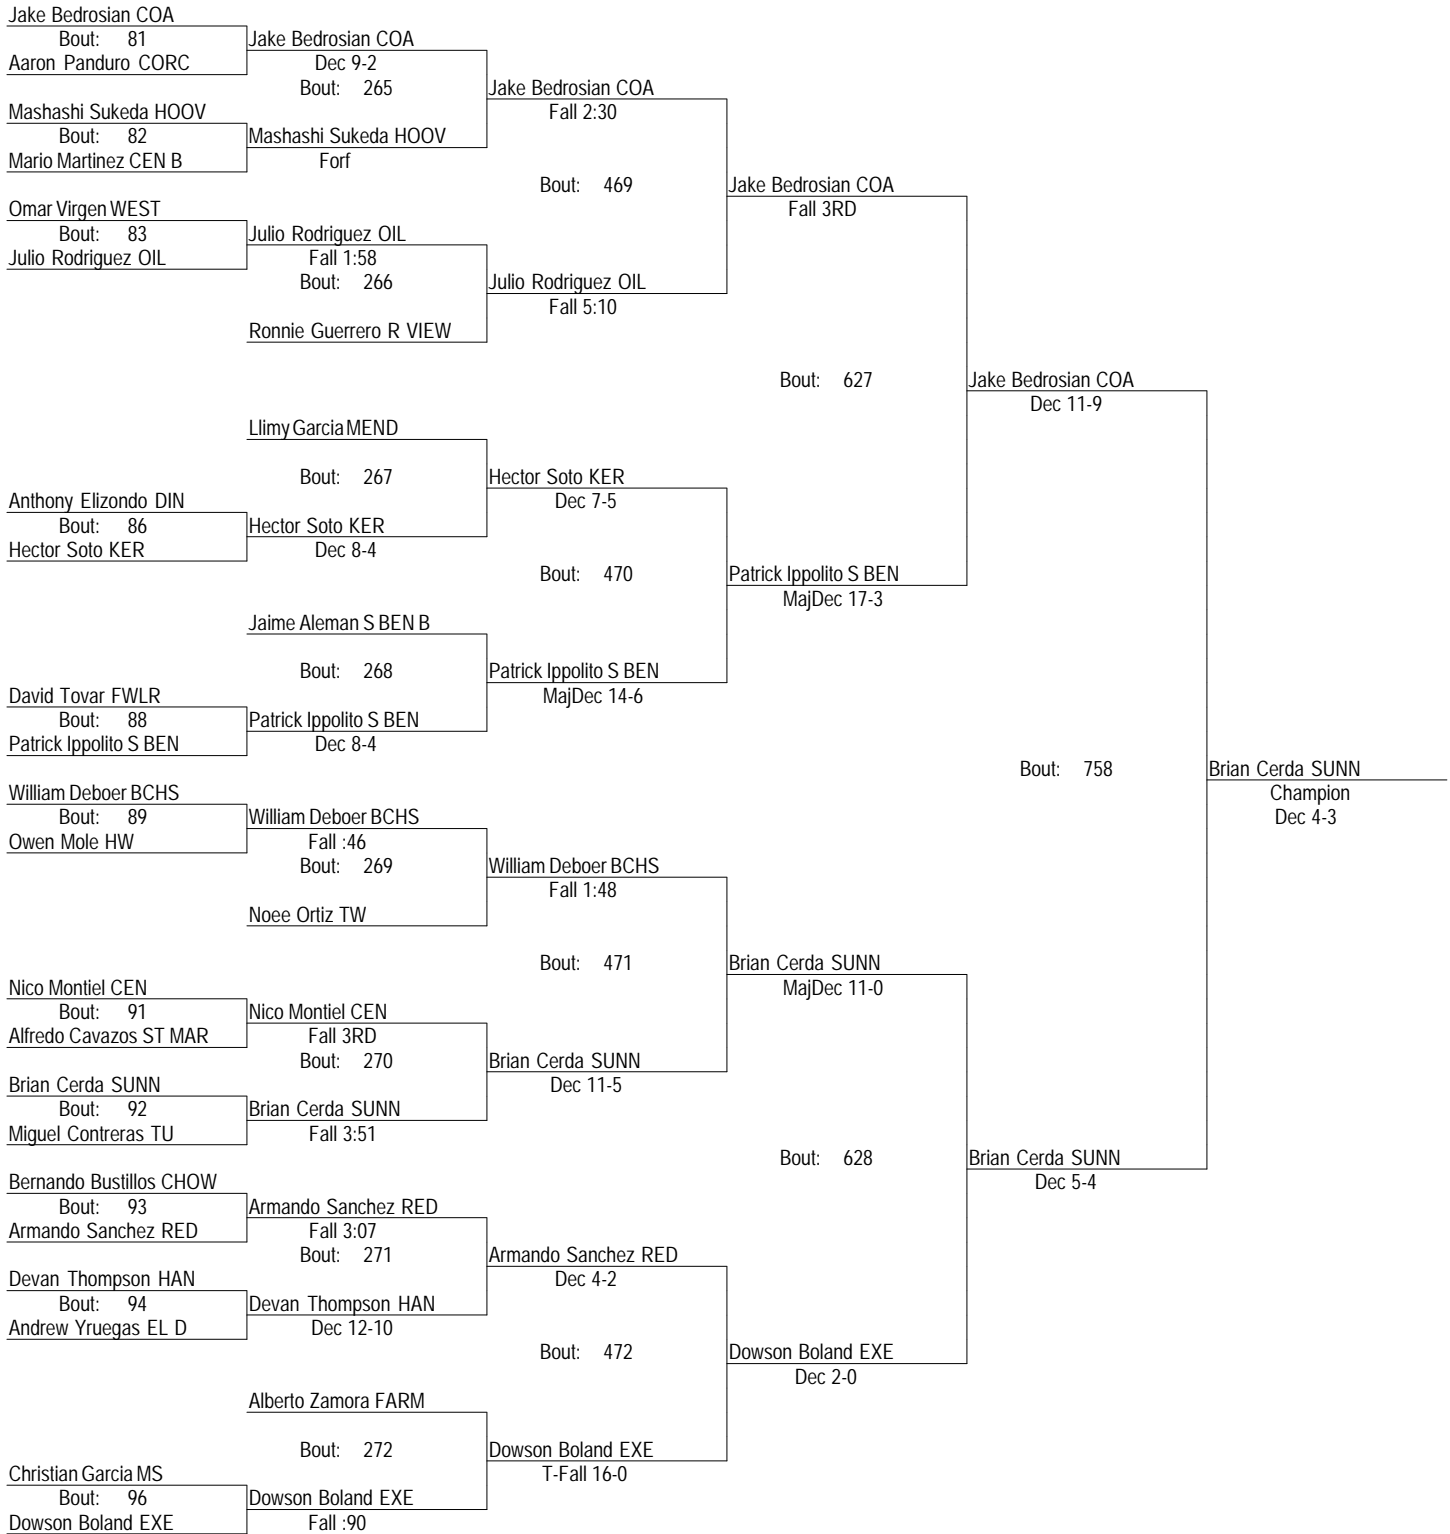 Jake Bedrosian COA
Bout: 81
Aaron Panduro CORC
Jake Bedrosian COA
Dec 9-2
Bout: 265
Mashashi Sukeda HOOV
Bout: 82
Mario Martinez CEN B
Mashashi Sukeda HOOV
Forf
Jake Bedrosian COA
Fall 2:30
Bout: 469
Omar Virgen WEST
Bout: 83
Julio Rodriguez OIL
Julio Rodriguez OIL
Fall 1:58
Bout: 266
Ronnie Guerrero R VIEW
Julio Rodriguez OIL
Fall 5:10
Jake Bedrosian COA
Fall 3RD
Bout: 627
Llimy Garcia MEND
Bout: 267
Anthony Elizondo DIN
Bout: 86
Hector Soto KER
Hector Soto KER
Dec 8-4
Hector Soto KER
Dec 7-5
Bout: 470
Jaime Aleman S BEN B
Bout: 268
David Tovar FWLR
Bout: 88
Patrick Ippolito S BEN
Patrick Ippolito S BEN
Dec 8-4
Patrick Ippolito S BEN
MajDec 14-6
Patrick Ippolito S BEN
MajDec 17-3
Jake Bedrosian COA
Dec 11-9
Bout: 758
Brian Cerda SUNN
Champion
Dec 4-3
William Deboer BCHS
Bout: 89
Owen Mole HW
William Deboer BCHS
Fall :46
Bout: 269
Noee Ortiz TW
William Deboer BCHS
Fall 1:48
Bout: 471
Nico Montiel CEN
Bout: 91
Alfredo Cavazos ST MAR
Nico Montiel CEN
Fall 3RD
Bout: 270
Brian Cerda SUNN
Bout: 92
Miguel Contreras TU
Brian Cerda SUNN
Fall 3:51
Brian Cerda SUNN
Dec 11-5
Brian Cerda SUNN
MajDec 11-0
Bout: 628
Brian Cerda SUNN
Dec 5-4
Bernando Bustillos CHOW
Bout: 93
Armando Sanchez RED
Armando Sanchez RED
Fall 3:07
Bout: 271
Devan Thompson HAN
Bout: 94
Andrew Yruegas EL D
Devan Thompson HAN
Dec 12-10
Armando Sanchez RED
Dec 4-2
Bout: 472
Alberto Zamora FARM
Bout: 272
Christian Garcia MS
Bout: 96
Dowson Boland EXE
Dowson Boland EXE
Fall :90
Dowson Boland EXE
T-Fall 16-0
Dowson Boland EXE
Dec 2-0